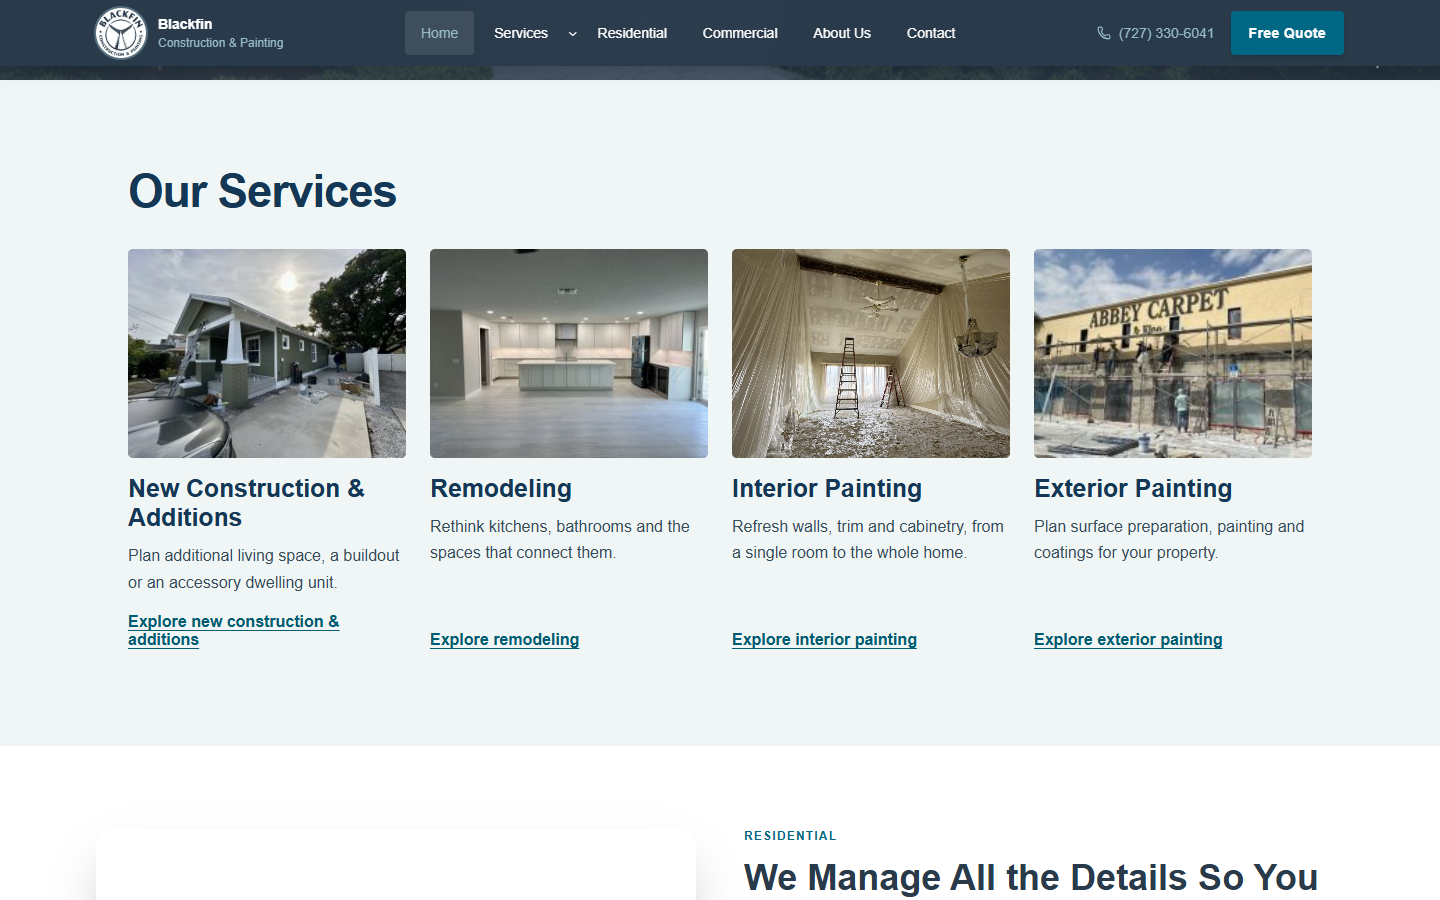 BLACKFIN
CONSTRUCTION & PAINTING
Blackfin
Construction & Painting
Home
Services
Residential
Commercial
About Us
Contact
(727) 330-6041
Free Quote
Our Services
ABBEY CARPET
New Construction &
Additions
Plan additional living space, a buildout
or an accessory dwelling unit.
Explore new construction &
additions
Remodeling
Rethink kitchens, bathrooms and the
spaces that connect them.
Explore remodeling
Interior Painting
Refresh walls, trim and cabinetry, from
a single room to the whole home.
Explore interior painting
Exterior Painting
Plan surface preparation, painting and
coatings for your property.
Explore exterior painting
RESIDENTIAL
We Manage All the Details So You